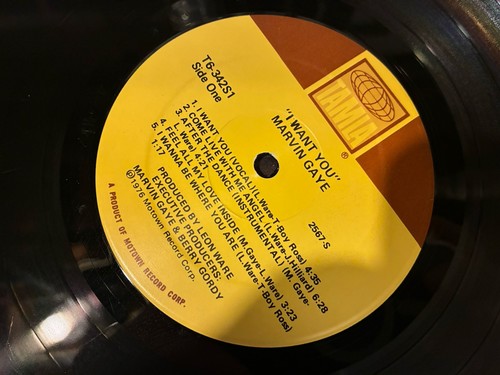 TAMLA
®
"I WANT YOU"
MARVIN GAYE
T6-342S1
Side One
2567-S
1. I WANT YOU (VOCAL) (L. Ware-T-Boy Ross) 4:35
2. COME LIVE WITH ME ANGEL (L. Ware-J. Hilliard) 6:28
3. AFTER THE DANCE (INSTRUMENTAL) (M. Gaye-
L. Ware) 4:21
4. FEEL ALL MY LOVE INSIDE (M. Gaye-L. Ware) 3:23
5. I WANNA BE WHERE YOU ARE (L. Ware-T-Boy Ross)
1:17
PRODUCED BY LEON WARE
EXECUTIVE PRODUCERS:
MARVIN GAYE & BERRY GORDY
℗1976 Motown Record Corp.
A PRODUCT OF MOTOWN RECORD CORP.